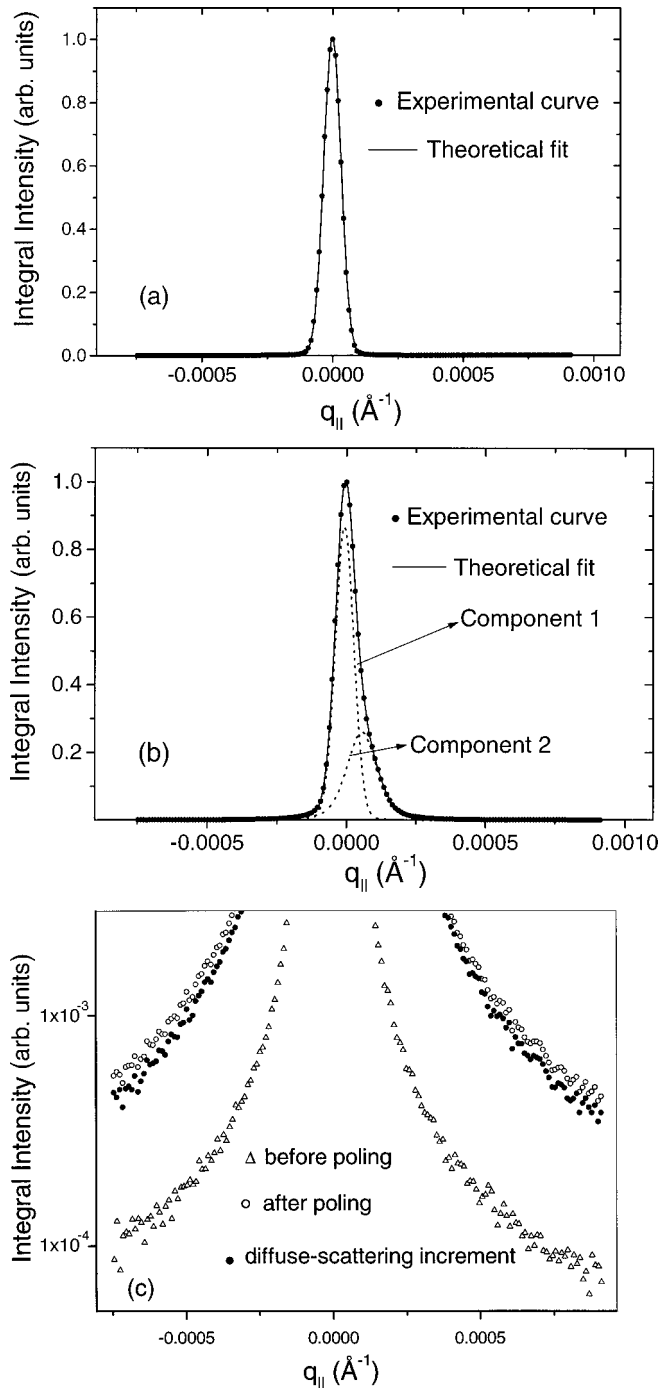 1.0
0.8
0.6
0.4
0.2
0.0
Integral Intensity (arb. units)
Experimental curve
Theoretical fit
(a)
-0.0005 0.0000 0.0005 0.0010
q|| (Å-1)
1.0
0.8
0.6
0.4
0.2
Integral Intensity (arb. units)
Experimental curve
Theoretical fit
Component 1
Component 2
(b)
-0.0005 0.0000 0.0005 0.0010
q|| (Å-1)
1x10-3
1x10-4
Integral Intensity (arb. units)
before poling
after poling
diffuse-scattering increment
(c)
-0.0005 0.0000 0.0005
q|| (Å-1)